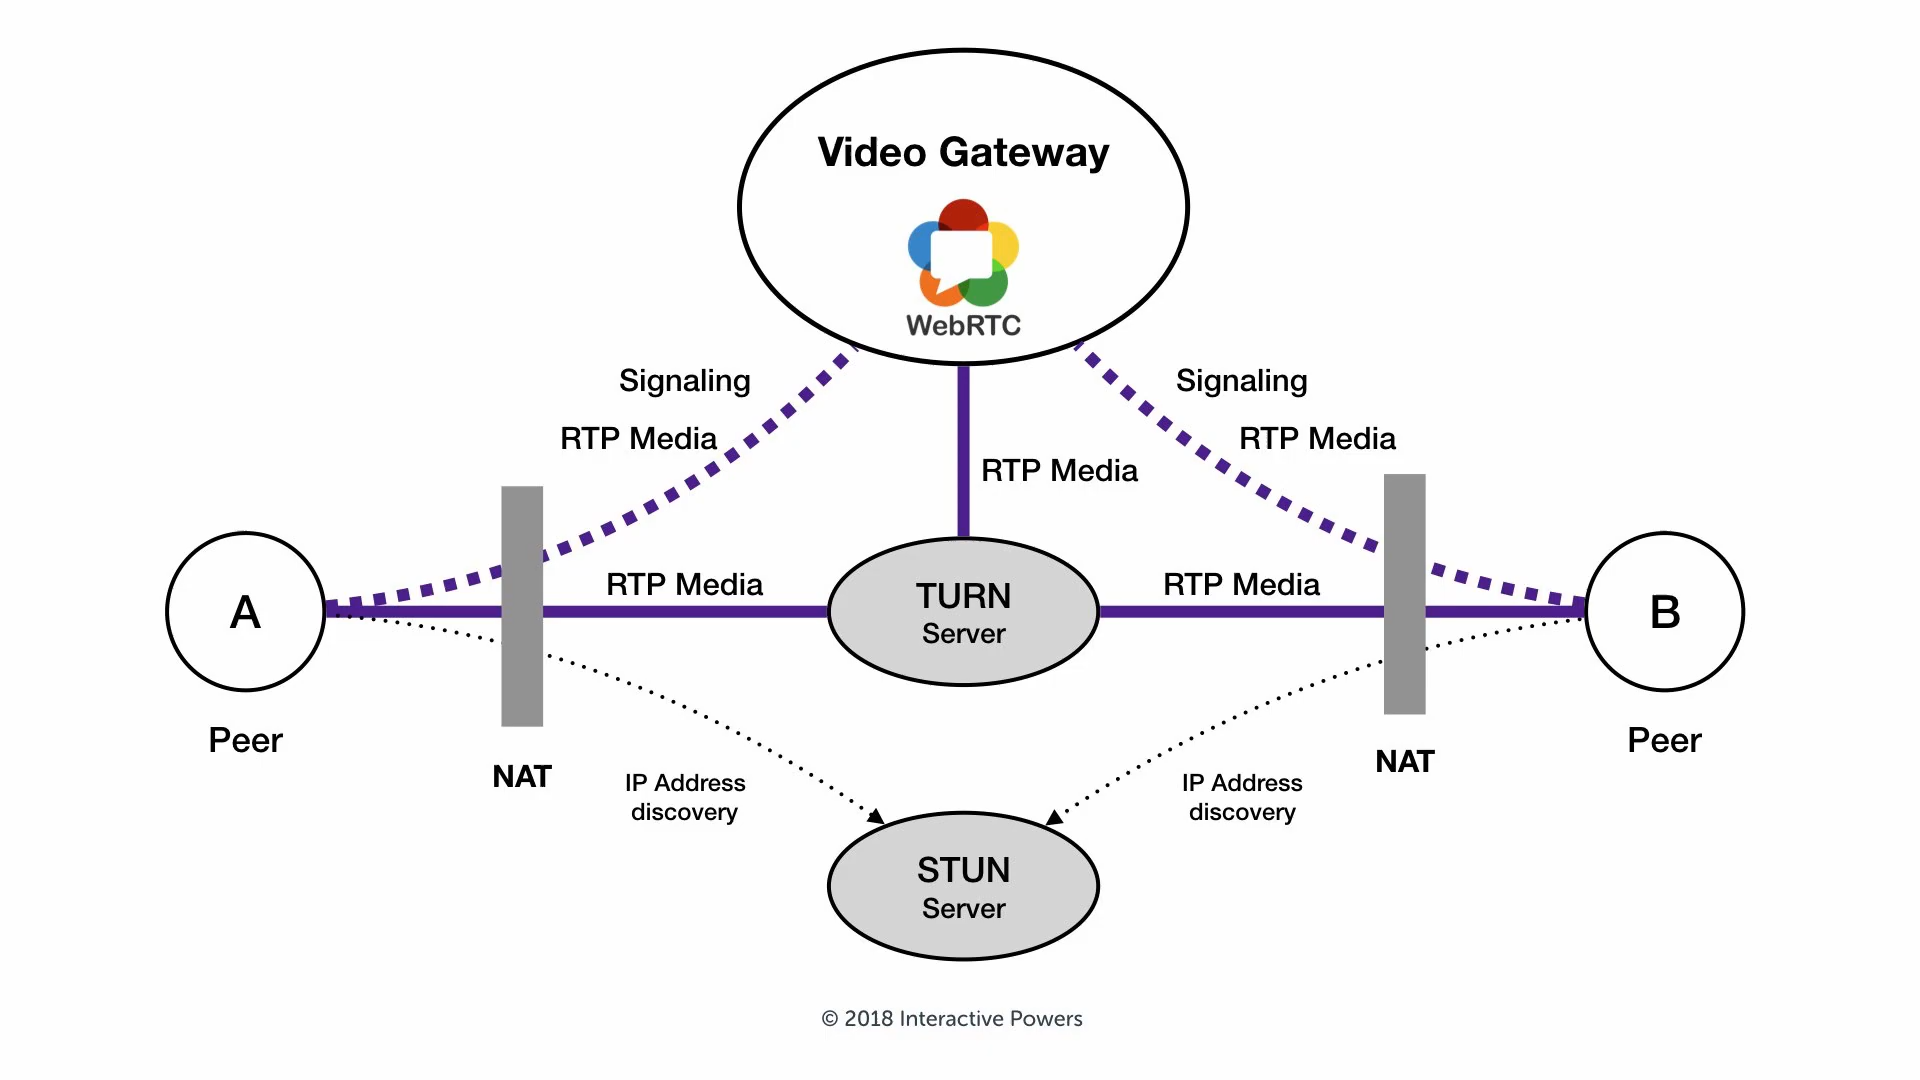 Video Gateway
WebRTC
Signaling
Signaling
RTP Media
RTP Media
RTP Media
RTP Media
RTP Media
A
TURN
Server
B
Peer
Peer
NAT
NAT
IP Address
discovery
IP Address
discovery
STUN
Server
© 2018 Interactive Powers